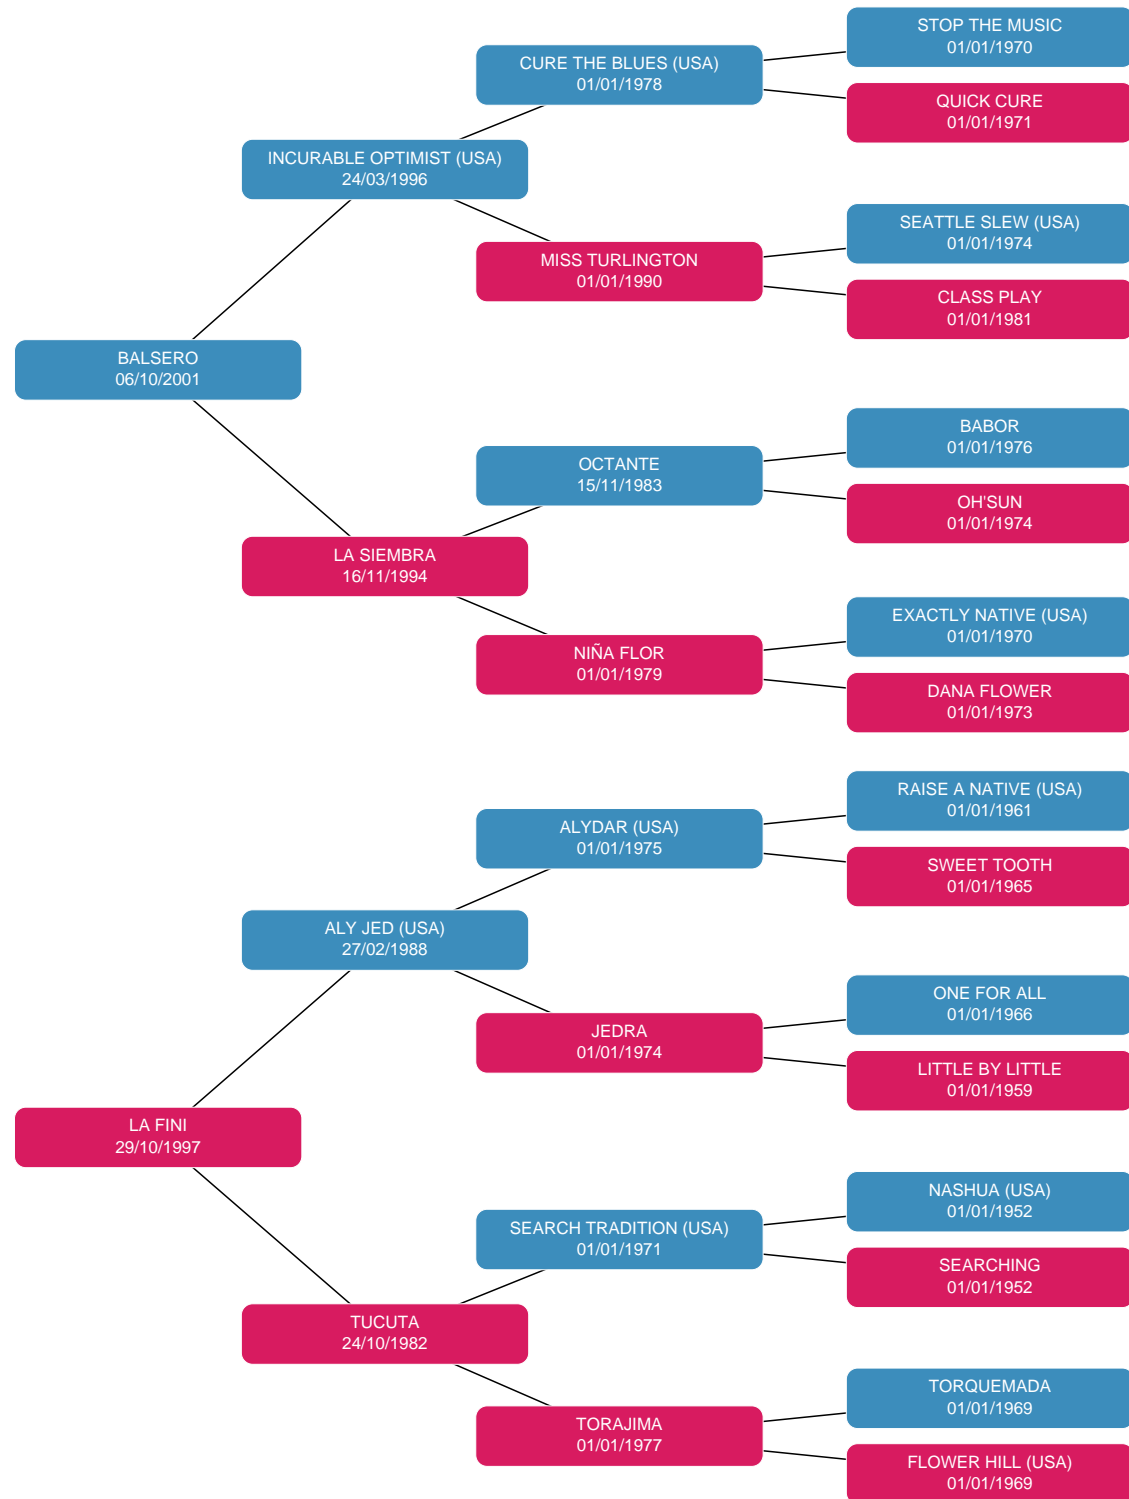 STOP THE MUSIC
01/01/1970
CURE THE BLUES (USA)
01/01/1978
QUICK CURE
01/01/1971
INCURABLE OPTIMIST (USA)
24/03/1996
SEATTLE SLEW (USA)
01/01/1974
MISS TURLINGTON
01/01/1990
CLASS PLAY
01/01/1981
BALSERO
06/10/2001
BABOR
01/01/1976
OCTANTE
15/11/1983
OH'SUN
01/01/1974
LA SIEMBRA
16/11/1994
EXACTLY NATIVE (USA)
01/01/1970
NIÑA FLOR
01/01/1979
DANA FLOWER
01/01/1973
RAISE A NATIVE (USA)
01/01/1961
ALYDAR (USA)
01/01/1975
SWEET TOOTH
01/01/1965
ALY JED (USA)
27/02/1988
ONE FOR ALL
01/01/1966
JEDRA
01/01/1974
LITTLE BY LITTLE
01/01/1959
LA FINI
29/10/1997
NASHUA (USA)
01/01/1952
SEARCH TRADITION (USA)
01/01/1971
SEARCHING
01/01/1952
TUCUTA
24/10/1982
TORQUEMADA
01/01/1969
TORAJIMA
01/01/1977
FLOWER HILL (USA)
01/01/1969